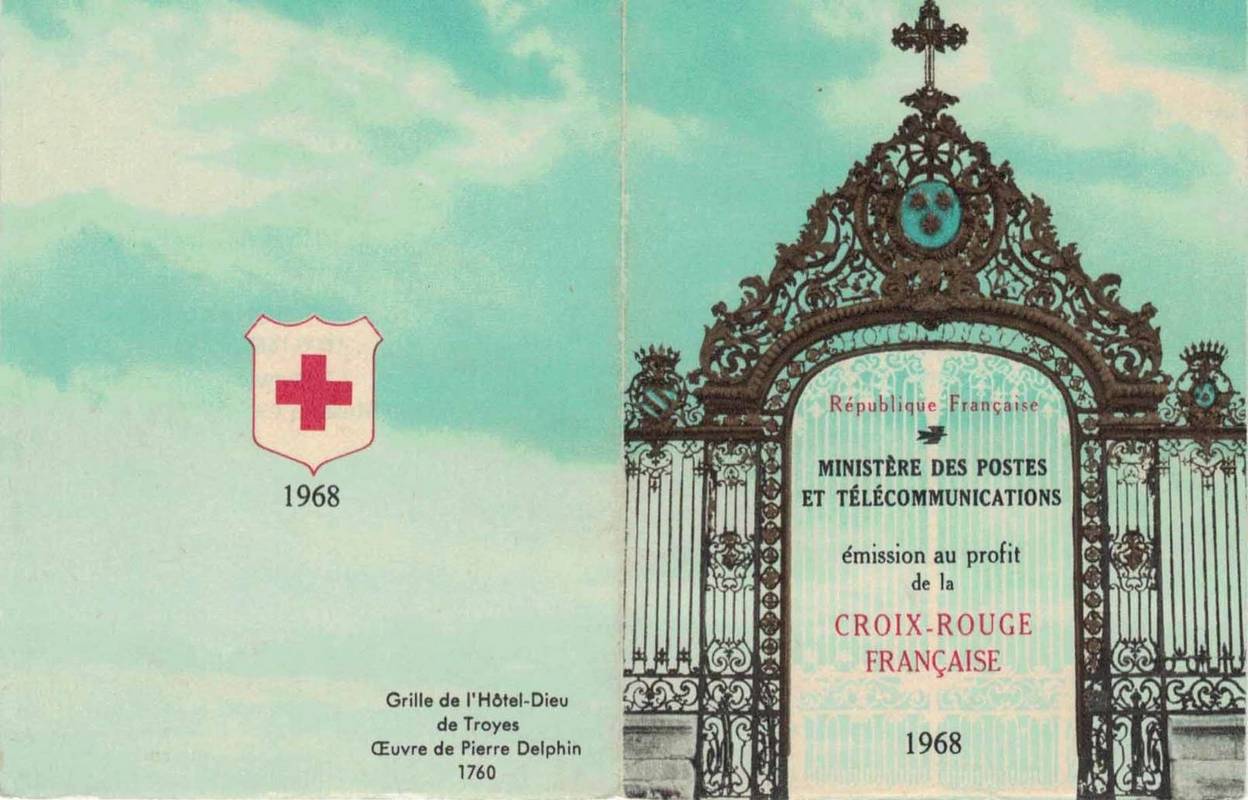 1968
Grille de l'Hôtel-Dieu
de Troyes
Œuvre de Pierre Delphin
1760
République Française
MINISTÈRE DES POSTES
ET TÉLÉCOMMUNICATIONS
émission au profit
de la
CROIX-ROUGE
FRANÇAISE
1968